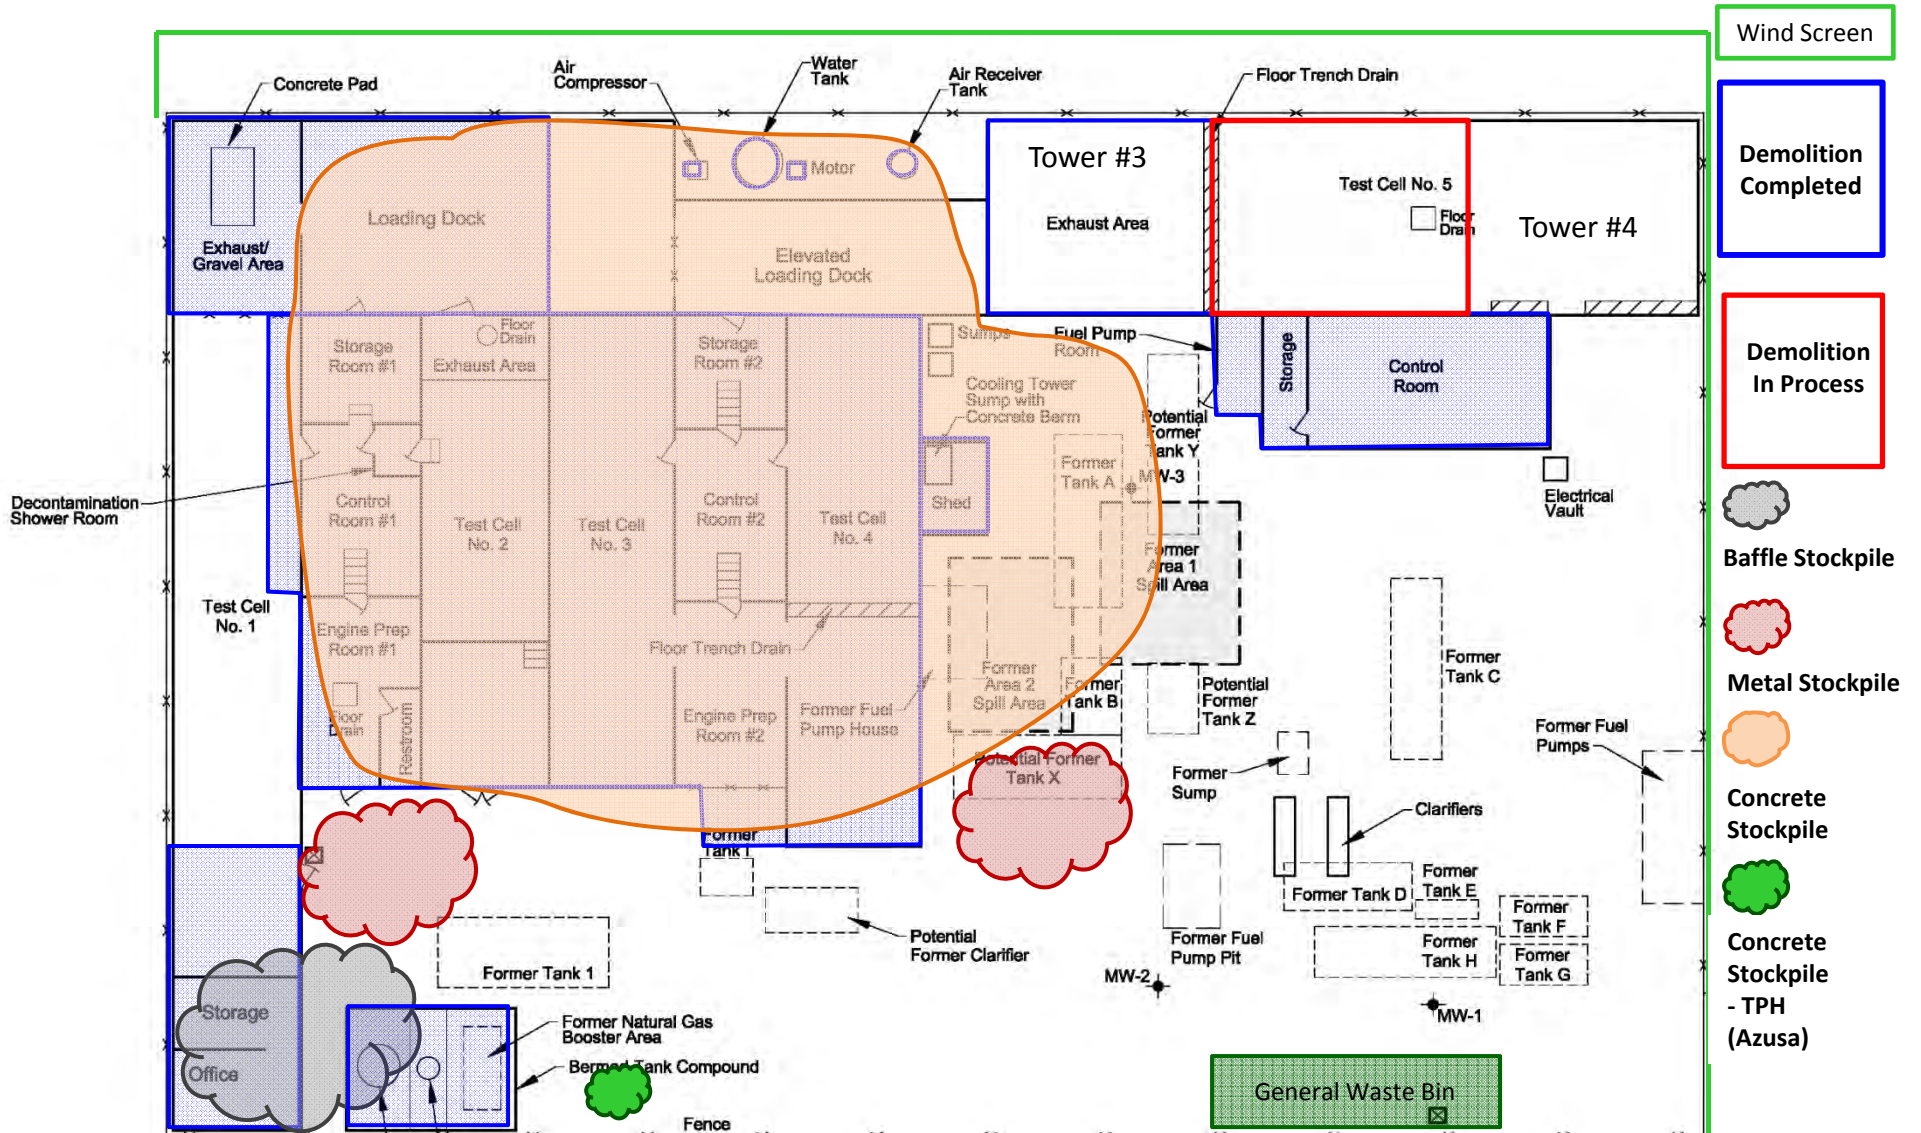 Wind Screen
Demolition
Completed
Demolition
In Process
Baffle Stockpile
Metal Stockpile
Concrete
Stockpile
Concrete
Stockpile
- TPH
(Azusa)
Concrete Pad
Air
Compressor
Water
Tank
Air Receiver
Tank
Floor Trench Drain
Tower #3
Motor
Test Cell No. 5
Loading Dock
Exhaust Area
Floor
Drain
Tower #4
Exhaust/
Gravel Area
Elevated
Loading Dock
Storage
Room #1
Floor
Drain
Exhaust Area
Storage
Room #2
Sumps
Fuel Pump
Room
Storage
Control
Room
Cooling Tower
Sump with
Concrete Berm
Potential
Former
Tank Y
Former
Tank A
MW-3
Decontamination
Shower Room
Control
Room #1
Test Cell
No. 2
Test Cell
No. 3
Control
Room #2
Test Cell
No. 4
Shed
Electrical
Vault
Former
Area 1
Spill Area
Test Cell
No. 1
Engine Prep
Room #1
Floor Trench Drain
Former
Area 2
Spill Area
Former
Tank B
Potential
Former
Tank Z
Former
Tank C
Floor
Drain
Restroom
Engine Prep
Room #2
Former Fuel
Pump House
Former Fuel
Pumps
Potential Former
Tank X
Former
Sump
Clarifiers
Former
Tank I
Former Tank D
Former
Tank E
Former
Tank F
Former
Tank H
Former
Tank G
Potential
Former Clarifier
Former Fuel
Pump Pit
Former Tank 1
MW-2
MW-1
Storage
Office
Former Natural Gas
Booster Area
Bermed Tank Compound
General Waste Bin
Fence